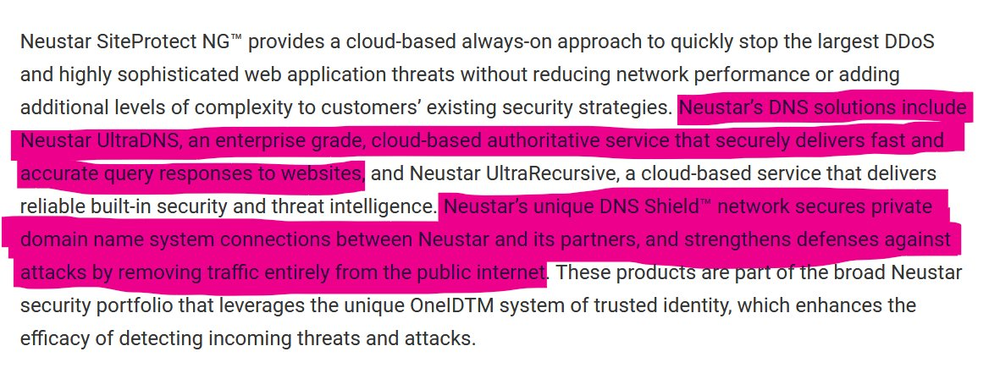 Neustar SiteProtect NG™ provides a cloud-based always-on approach to quickly stop the largest DDoS
and highly sophisticated web application threats without reducing network performance or adding
additional levels of complexity to customers’ existing security strategies. Neustar’s DNS solutions include
Neustar UltraDNS, an enterprise grade, cloud-based authoritative service that securely delivers fast and
accurate query responses to websites, and Neustar UltraRecursive, a cloud-based service that delivers
reliable built-in security and threat intelligence. Neustar’s unique DNS Shield™ network secures private
domain name system connections between Neustar and its partners, and strengthens defenses against
attacks by removing traffic entirely from the public internet. These products are part of the broad Neustar
security portfolio that leverages the unique OneIDTM system of trusted identity, which enhances the
efficacy of detecting incoming threats and attacks.